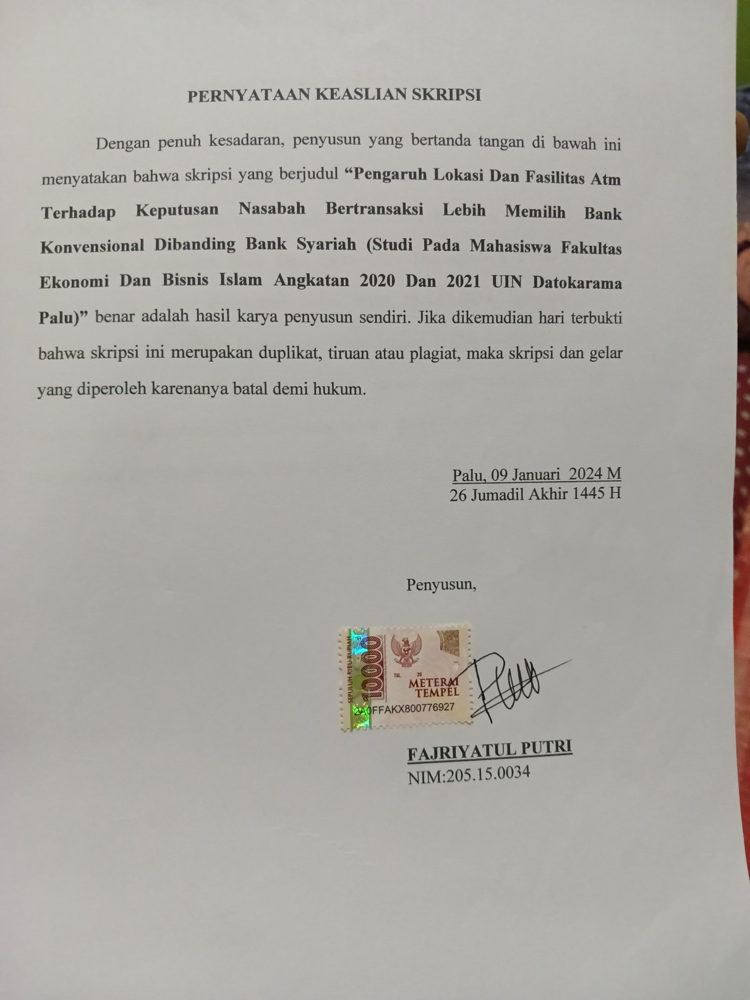 PERNYATAAN KEASLIAN SKRIPSI
Dengan penuh kesadaran, penyusun yang bertanda tangan di bawah ini
menyatakan bahwa skripsi yang berjudul “Pengaruh Lokasi Dan Fasilitas Atm
Terhadap Keputusan Nasabah Bertransaksi Lebih Memilih Bank
Konvensional Dibanding Bank Syariah (Studi Pada Mahasiswa Fakultas
Ekonomi Dan Bisnis Islam Angkatan 2020 Dan 2021 UIN Datokarama
Palu)” benar adalah hasil karya penyusun sendiri. Jika dikemudian hari terbukti
bahwa skripsi ini merupakan duplikat, tiruan atau plagiat, maka skripsi dan gelar
yang diperoleh karenanya batal demi hukum.
Palu, 09 Januari 2024 M
26 Jumadil Akhir 1445 H
Penyusun,
SEPULUH RIBU RUPIAH
10000
TGL. 20
METERAI
TEMPEL
2A0FFAKX800776927
FAJRIYATUL PUTRI
NIM:205.15.0034